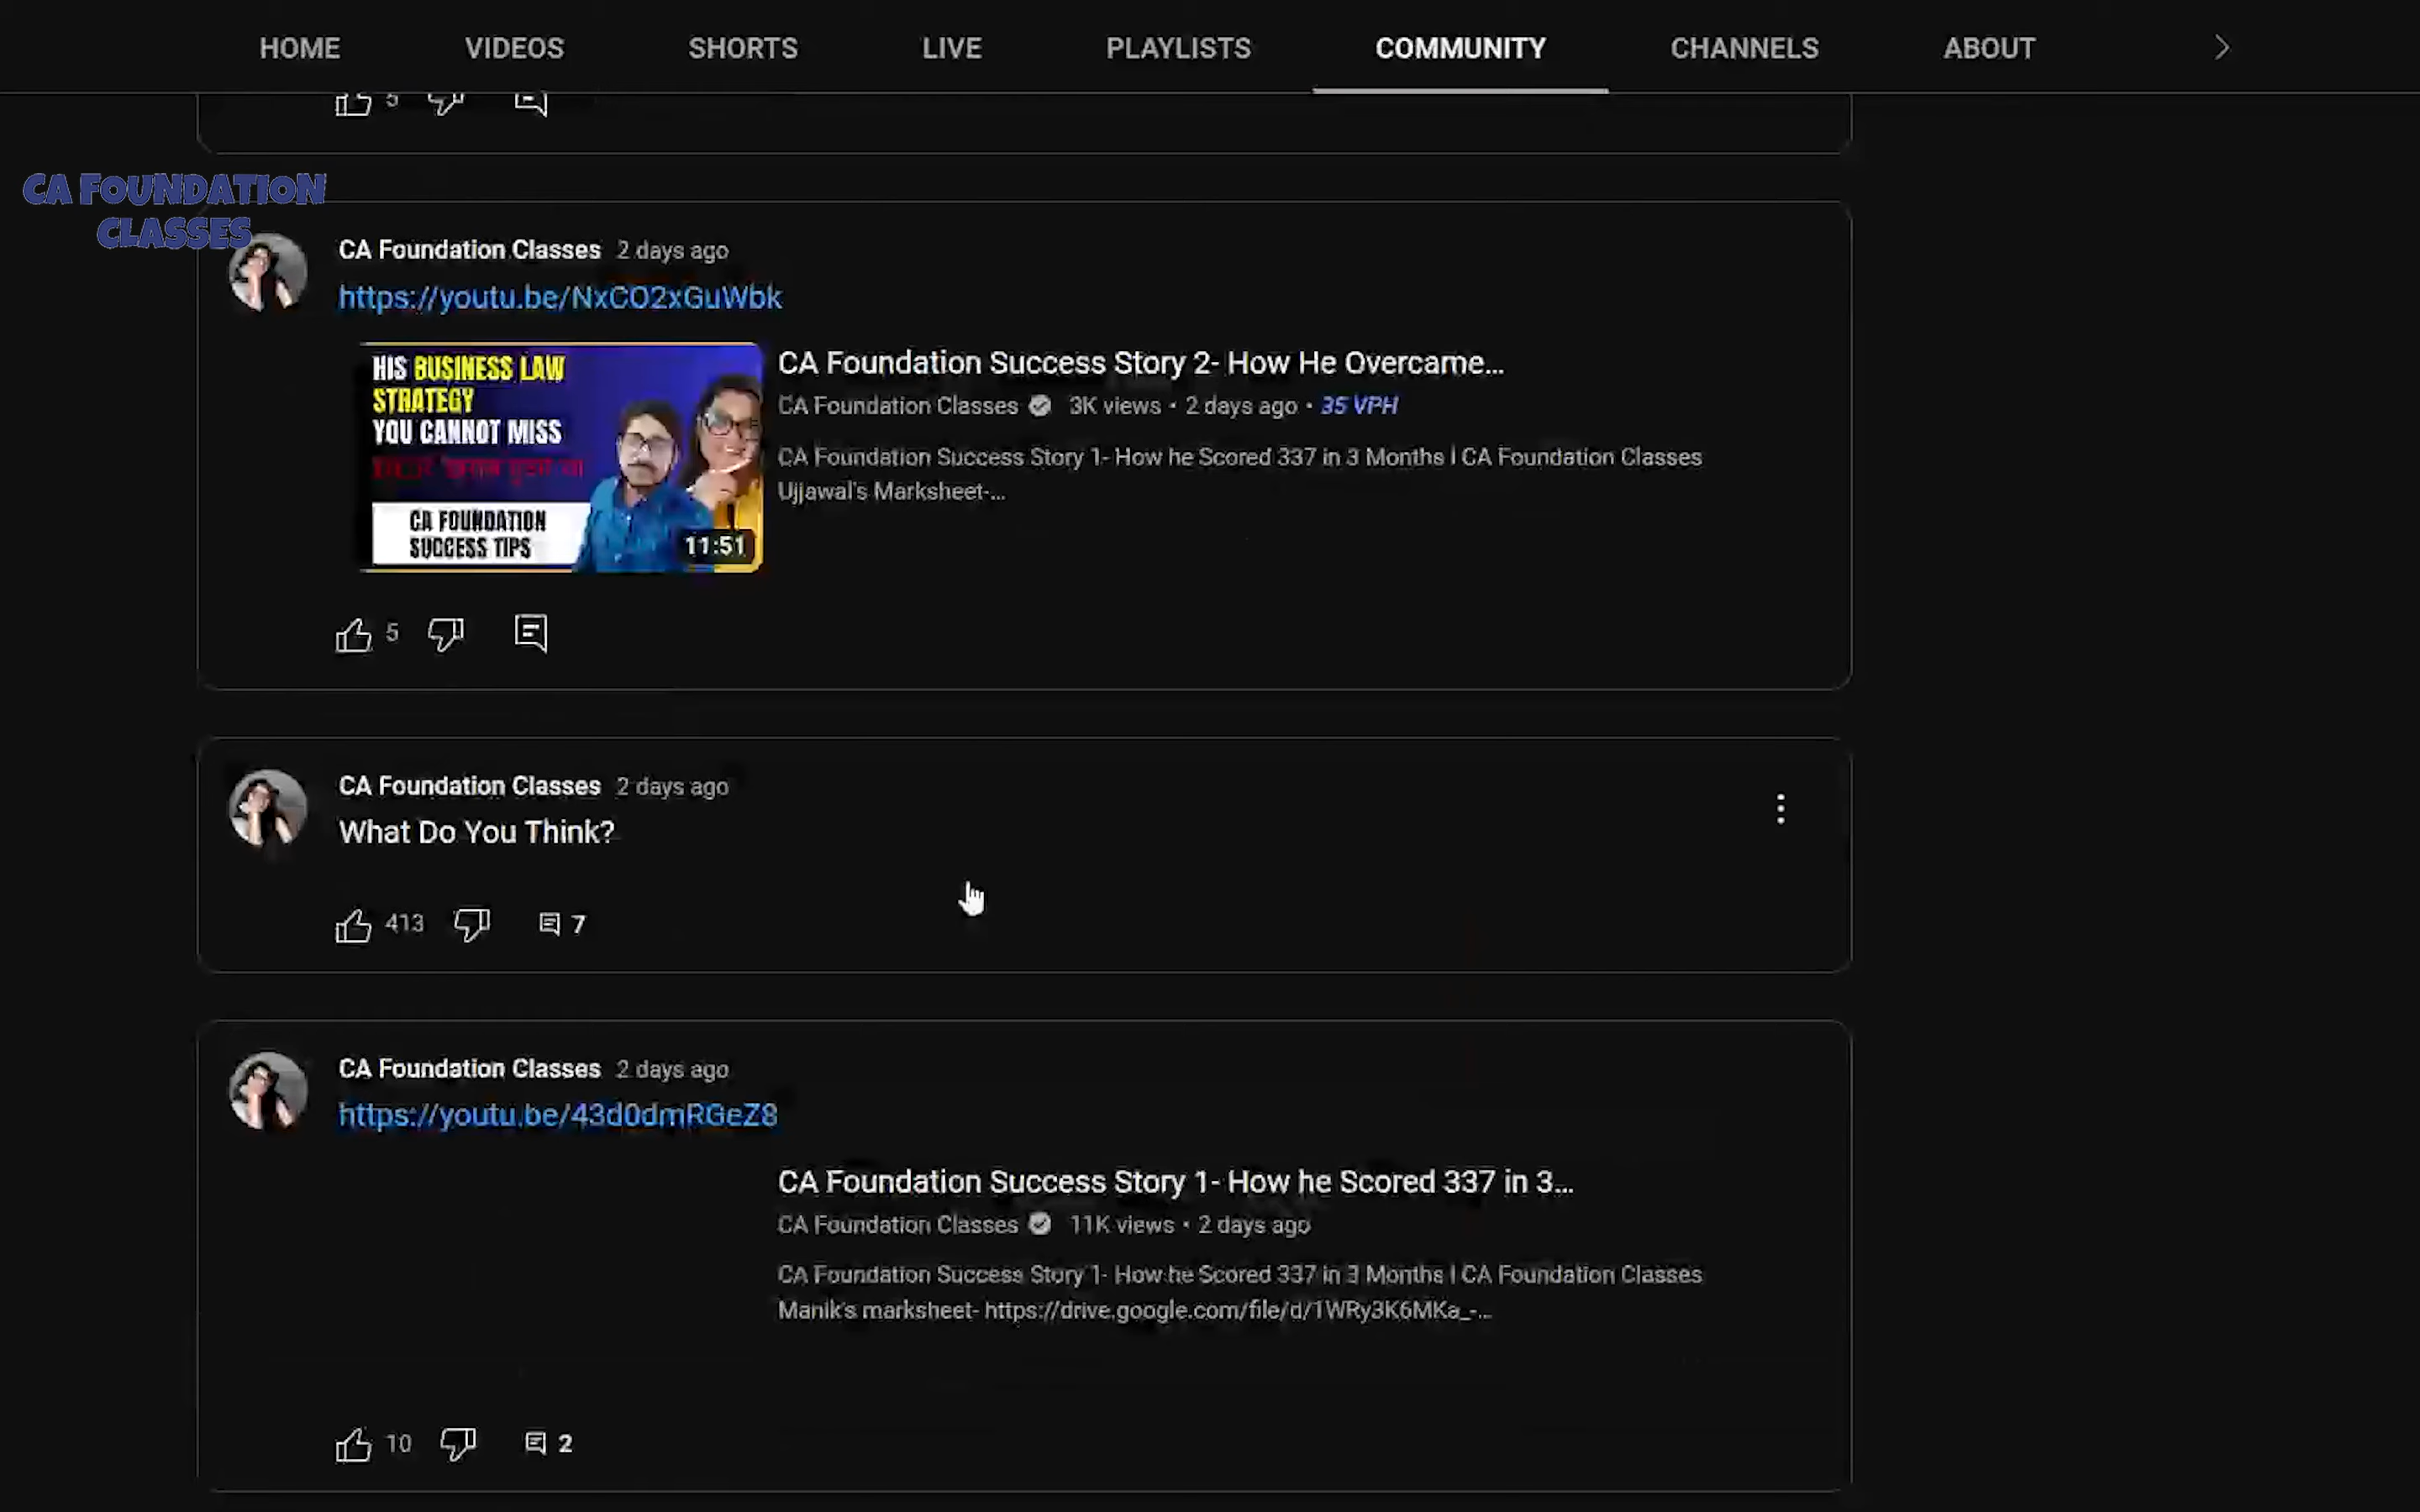 HOME VIDEOS SHORTS LIVE PLAYLISTS COMMUNITY CHANNELS ABOUT
5
CA FOUNDATION
CLASSES
CA Foundation Classes 2 days ago
https://youtu.be/NxCO2xGuWbk
HIS BUSINESS LAW
STRATEGY
YOU CANNOT MISS
CA FOUNDATION
SUCCESS TIPS
11:51
CA Foundation Success Story 2- How He Overcame...
CA Foundation Classes 3K views • 2 days ago • 35 VPH
CA Foundation Success Story 1- How he Scored 337 in 3 Months I CA Foundation Classes
Ujjawal's Marksheet-...
5
CA Foundation Classes 2 days ago
What Do You Think?
413 7
CA Foundation Classes 2 days ago
https://youtu.be/43d0dmRGeZ8
CA Foundation Success Story 1- How he Scored 337 in 3...
CA Foundation Classes 11K views • 2 days ago
CA Foundation Success Story 1- How he Scored 337 in 3 Months I CA Foundation Classes
Manik's marksheet- https://drive.google.com/file/d/1WRy3K6MKa_-...
10 2